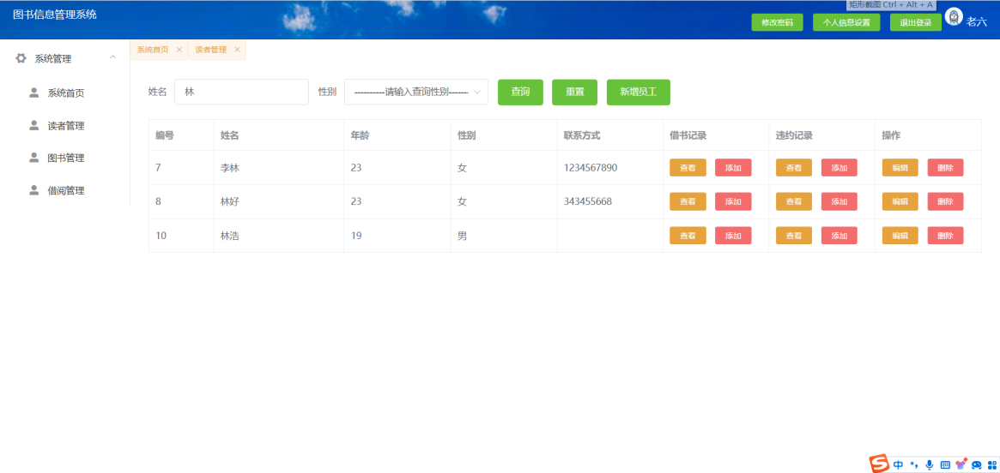 矩形截图 Ctrl + Alt + A
图书信息管理系统
修改密码 个人信息设置 退出登录 老六
系统管理 系统首页 × 读者管理 ×
系统首页
读者管理
图书管理
借阅管理
姓名 林 性别 ----------请输入查询性别------ 查询 重置 新增员工
编号 姓名 年龄 性别 联系方式 借书记录 违约记录 操作
7 李林 23 女 1234567890 查看 添加 查看 添加 编辑 删除
8 林好 23 女 343455668 查看 添加 查看 添加 编辑 删除
10 林浩 19 男 查看 添加 查看 添加 编辑 删除
S 中